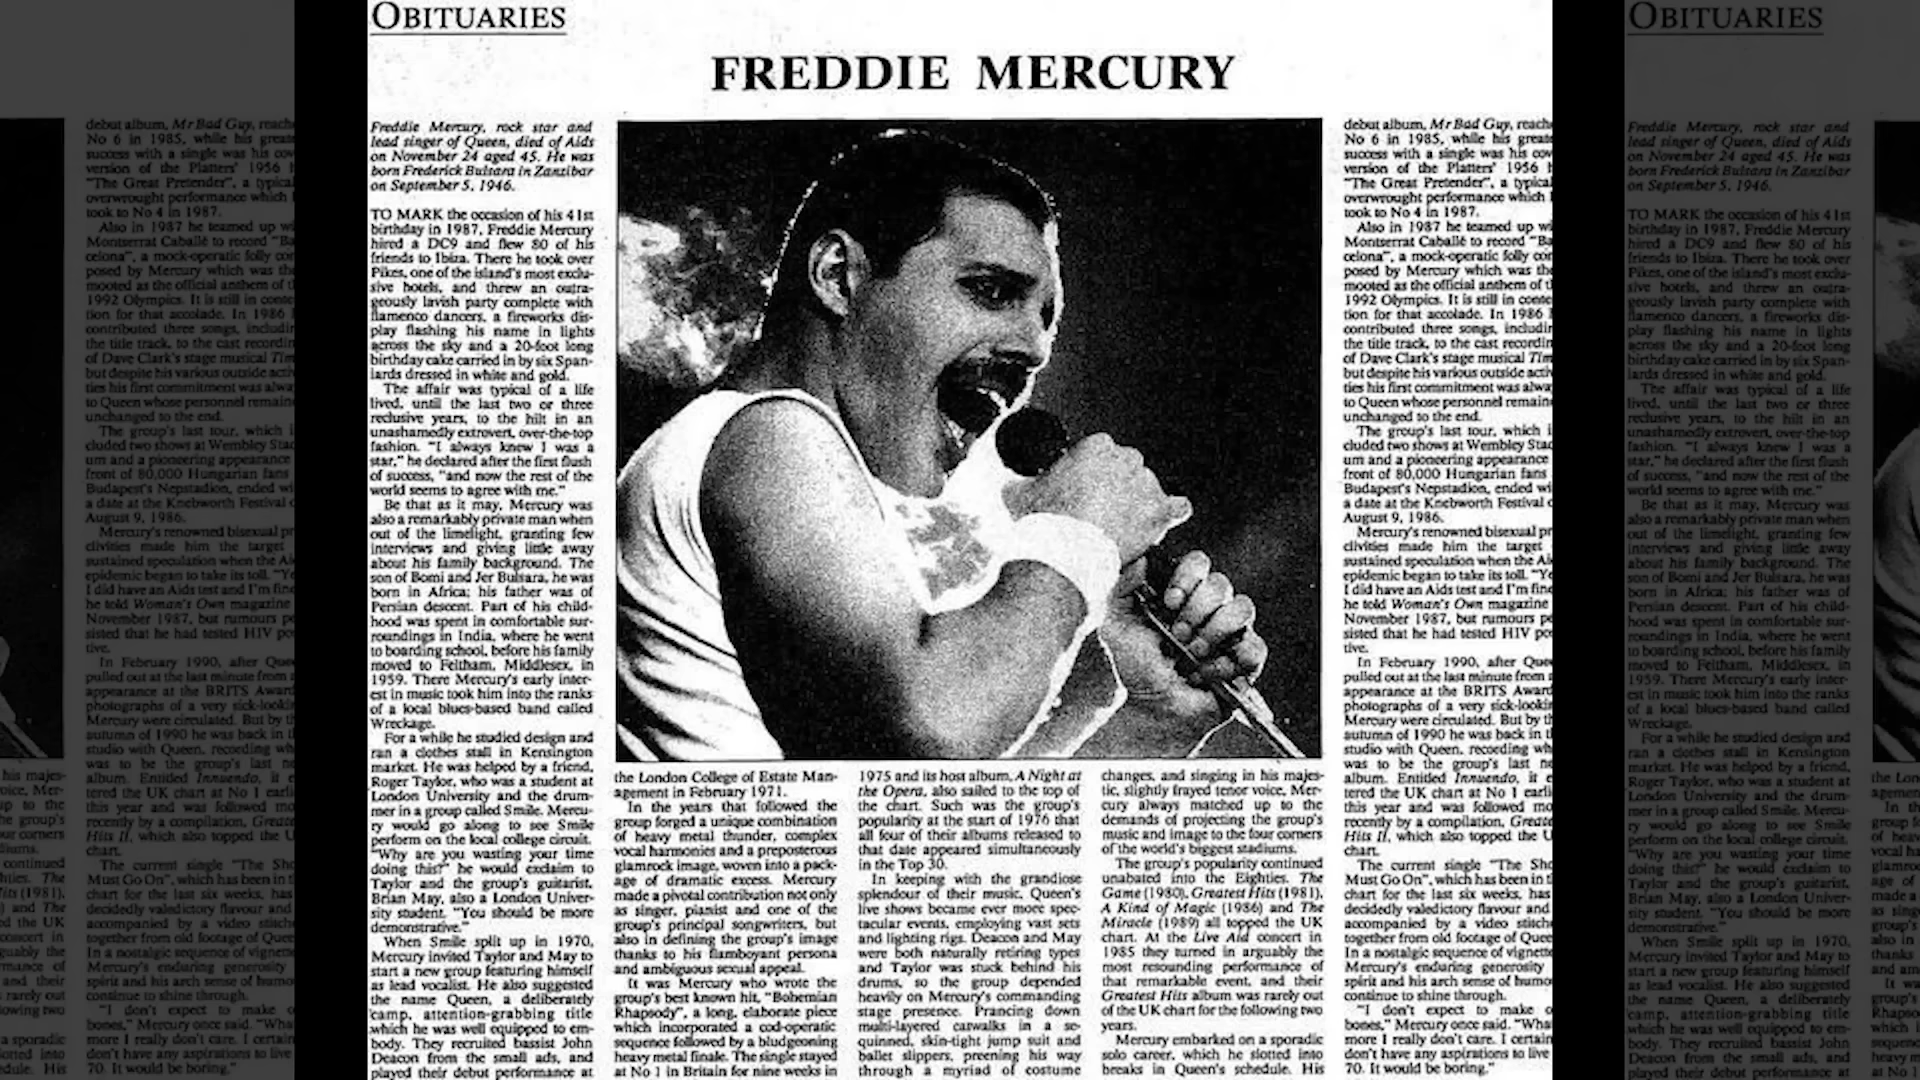 OBITUARIES
FREDDIE MERCURY
Freddie Mercury, rock star and
lead singer of Queen, died of Aids
on November 24 aged 45. He was
born Frederick Bulsara in Zanzibar
on September 5, 1946.
TO MARK the occasion of his 41st
birthday in 1987, Freddie Mercury
hired a DC9 and flew 80 of his
friends to Ibiza. There he took over
Pikes, one of the island's most exclu-
sive hotels, and threw an outra-
geously lavish party complete with
flamenco dancers, a fireworks dis-
play flashing his name in lights
across the sky and a 20-foot long
birthday cake carried in by six Span-
iards dressed in white and gold.
The affair was typical of a life
lived, until the last two or three
reclusive years, to the hilt in an
unashamedly extrovert, over-the-top
fashion. "I always knew I was a
star," he declared after the first flush
of success, "and now the rest of the
world seems to agree with me."
Be that as it may, Mercury was
also a remarkably private man when
out of the limelight, granting few
interviews and giving little away
about his family background. The
son of Bomi and Jer Bulsara, he was
born in Africa; his father was of
Persian descent. Part of his child-
hood was spent in comfortable sur-
roundings in India, where he went
to boarding school, before his family
moved to Feltham, Middlesex, in
1959. There Mercury's early inter-
est in music took him into the ranks
of a local blues-based band called
Wreckage.
For a while he studied design and
ran a clothes stall in Kensington
market. He was helped by a friend,
Roger Taylor, who was a student at
London University and the drum-
mer in a group called Smile. Mercu-
ry would go along to see Smile
perform on the local college circuit.
"Why are you wasting your time
doing this?" he would exclaim to
Taylor and the group's guitarist,
Brian May, also a London Univer-
sity student. "You should be more
demonstrative."
When Smile split up in 1970,
Mercury invited Taylor and May to
start a new group featuring himself
as lead vocalist. He also suggested
the name Queen, a deliberately
camp, attention-grabbing title
which he was well equipped to em-
body. They recruited bassist John
Deacon from the small ads, and
played their debut performance at
the London College of Estate Man-
agement in February 1971.
In the years that followed the
group forged a unique combination
of heavy metal thunder, complex
vocal harmonies and a preposterous
glamrock image, woven into a pack-
age of dramatic excess. Mercury
made a pivotal contribution not only
as singer, pianist and one of the
group's principal songwriters, but
also in defining the group's image
thanks to his flamboyant persona
and ambiguous sexual appeal.
It was Mercury who wrote the
group's best known hit, "Bohemian
Rhapsody", a long, elaborate piece
which incorporated a cod-operatic
sequence followed by a bludgeoning
heavy metal finale. The single stayed
at No 1 in Britain for nine weeks in
1975 and its host album, A Night at
the Opera, also sailed to the top of
the chart. Such was the group's
popularity at the start of 1976 that
all four of their albums released to
that date appeared simultaneously
in the Top 30.
In keeping with the grandiose
splendour of their music, Queen's
live shows became ever more spec-
tacular events, employing vast sets
and lighting rigs. Deacon and May
were both naturally retiring types
and Taylor was stuck behind his
drums, so the group depended
heavily on Mercury's commanding
stage presence. Prancing down
multi-layered catwalks in a se-
quinned, skin-tight jump suit and
ballet slippers, preening his way
through a myriad of costume
changes, and singing in his majes-
tic, slightly frayed tenor voice, Mer-
cury always matched up to the
demands of projecting the group's
music and image to the four corners
of the world's biggest stadiums.
The group's popularity continued
unabated into the Eighties. The
Game (1980), Greatest Hits (1981),
A Kind of Magic (1986) and The
Miracle (1989) all topped the UK
chart. At the Live Aid concert in
1985 they turned in arguably the
most resounding performance of
that remarkable event, and their
Greatest Hits album was rarely out
of the UK chart for the following two
years.
Mercury embarked on a sporadic
solo career, which he slotted into
breaks in Queen's schedule. His
debut album, Mr Bad Guy, reach
No 6 in 1985, while his greate
success with a single was his cov
version of the Platters' 1956
"The Great Pretender", a typical
overwrought performance which
took to No 4 in 1987.
Also in 1987 he teamed up wi
Montserrat Caballé to record "Ba
celona", a mock-operatic folly com
posed by Mercury which was the
mooted as the official anthem of t
1992 Olympics. It is still in conte
tion for that accolade. In 1986
contributed three songs, includin
the title track, to the cast recordin
of Dave Clark's stage musical Tim
but despite his various outside activ
ties his first commitment was alwa
to Queen whose personnel remain
unchanged to the end.
The group's last tour, which i
cluded two shows at Wembley Stad
um and a pioneering appearance
front of 80,000 Hungarian fans
Budapest's Nepstadion, ended wi
a date at the Knebworth Festival
August 9, 1986.
Mercury's renowned bisexual pr
clivities made him the target
sustained speculation when the Ai
epidemic began to take its toll. "Ye
I did have an Aids test and I'm fine
he told Woman's Own magazine
November 1987, but rumours pe
sisted that he had tested HIV pos
tive.
In February 1990, after Quee
pulled out at the last minute from a
appearance at the BRITS Award
photographs of a very sick-lookin
Mercury were circulated. But by th
autumn of 1990 he was back in t
studio with Queen, recording wh
was to be the group's last ne
album. Entitled Innuendo, it e
tered the UK chart at No 1 earli
this year and was followed mo
recently by a compilation, Greate
Hits II, which also topped the U
chart.
The current single "The Sho
Must Go On", which has been in t
chart for the last six weeks, has
decidedly valedictory flavour and
accompanied by a video stitche
together from old footage of Quee
In a nostalgic sequence of vignette
Mercury's enduring generosity
spirit and his arch sense of humo
continue to shine through.
"I don't expect to make o
bones," Mercury once said. "What
more I really don't care. I certain
don't have any aspirations to live
70. It would be boring."